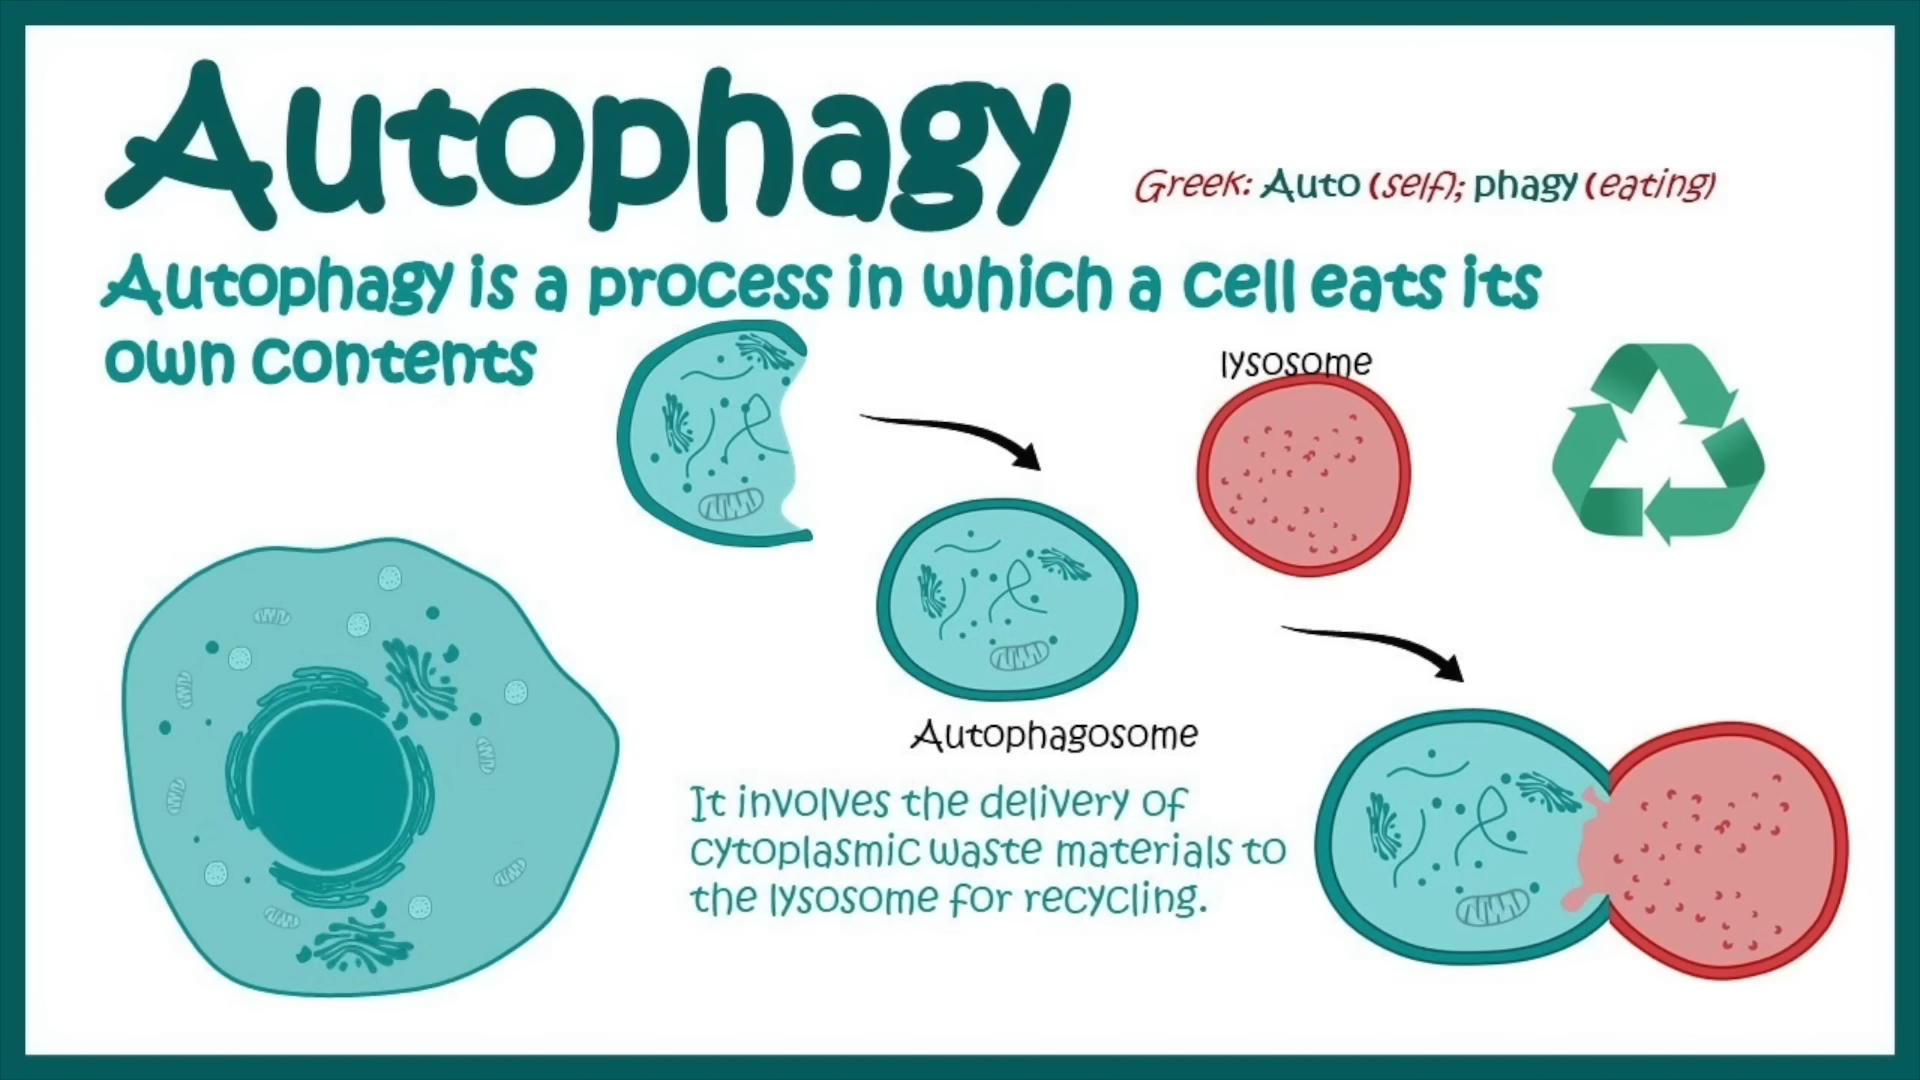 Autophagy
Greek: Auto (self); phagy (eating)
Autophagy is a process in which a cell eats its
own contents
lysosome
Autophagosome
It involves the delivery of
cytoplasmic waste materials to
the lysosome for recycling.